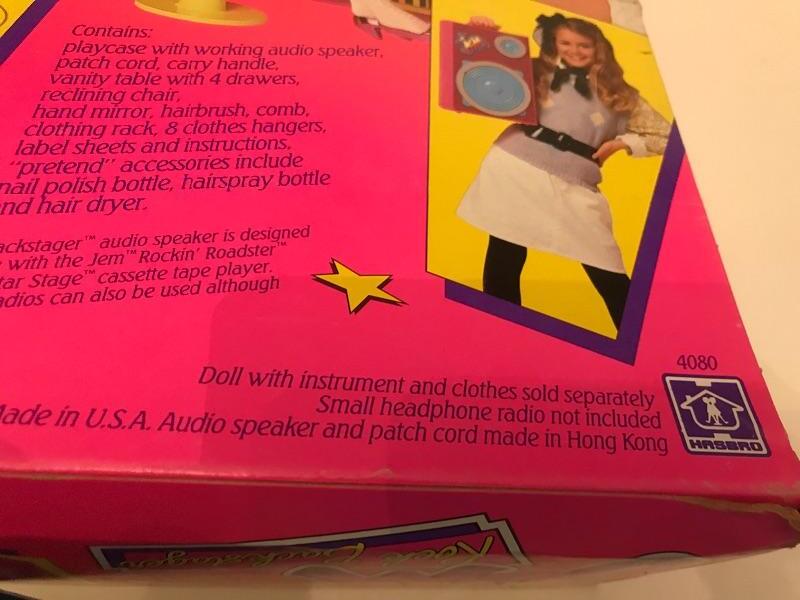 Contains:
playcase with working audio speaker,
patch cord, carry handle,
vanity table with 4 drawers,
reclining chair,
hand mirror, hairbrush, comb,
clothing rack, 8 clothes hangers,
label sheets and instructions.
"pretend" accessories include
nail polish bottle, hairspray bottle
and hair dryer.
ackstager™ audio speaker is designed
with the Jem™ Rockin' Roadster™
tar Stage™ cassette tape player.
adios can also be used although
4080
Doll with instrument and clothes sold separately
Small headphone radio not included
Made in U.S.A. Audio speaker and patch cord made in Hong Kong
HASBRO
Rock Backstager